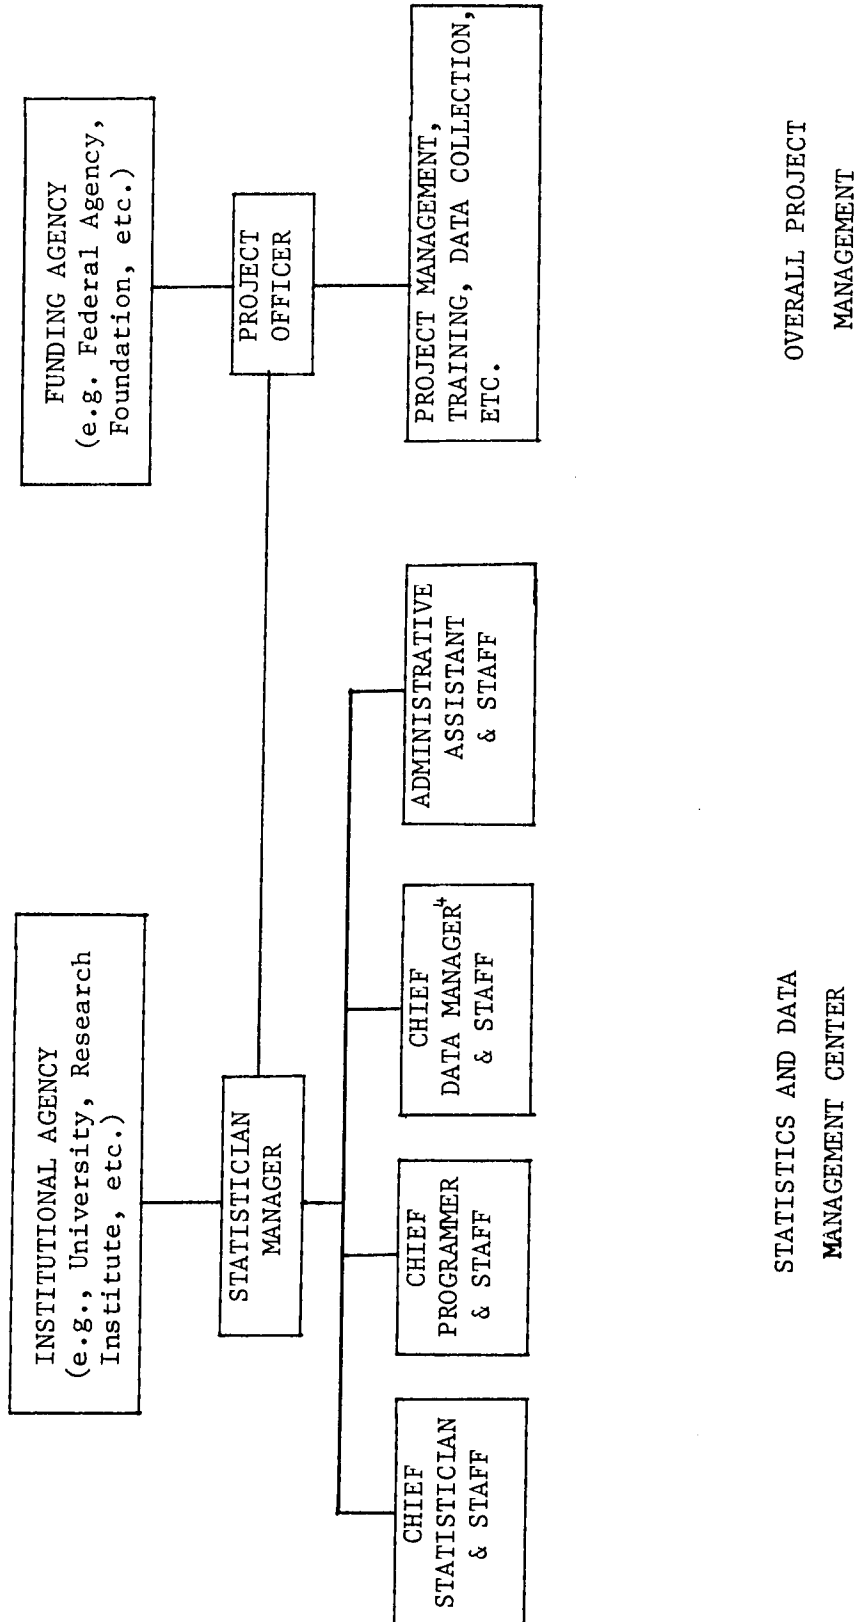 INSTITUTIONAL AGENCY
(e.g., University, Research
Institute, etc.)
FUNDING AGENCY
(e.g. Federal Agency,
Foundation, etc.)
STATISTICIAN
MANAGER
PROJECT
OFFICER
CHIEF
STATISTICIAN
& STAFF
CHIEF
PROGRAMMER
& STAFF
CHIEF
DATA MANAGER⁴
& STAFF
ADMINISTRATIVE
ASSISTANT
& STAFF
PROJECT MANAGEMENT,
TRAINING, DATA COLLECTION,
ETC.
STATISTICS AND DATA
MANAGEMENT CENTER
OVERALL PROJECT
MANAGEMENT